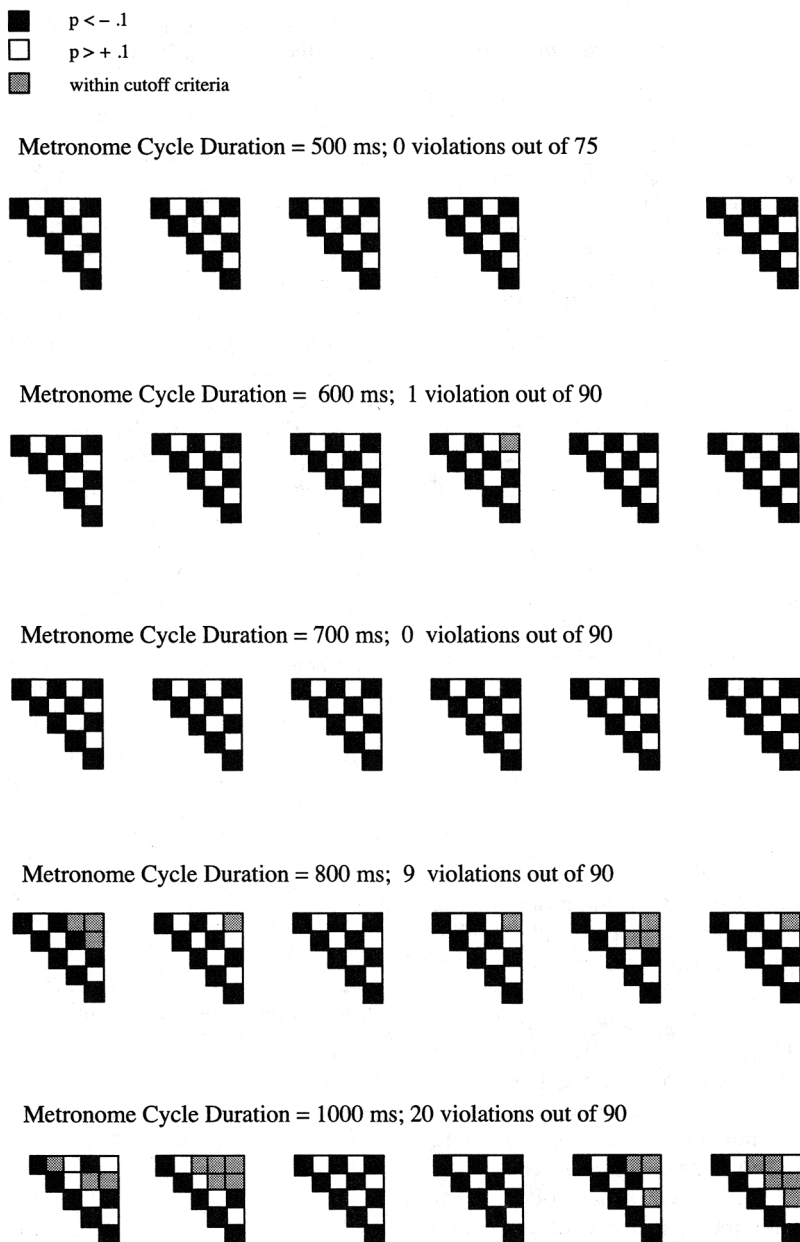 p < - .1
p > + .1
within cutoff criteria
Metronome Cycle Duration = 500 ms; 0 violations out of 75
Metronome Cycle Duration = 600 ms; 1 violation out of 90
Metronome Cycle Duration = 700 ms; 0 violations out of 90
Metronome Cycle Duration = 800 ms; 9 violations out of 90
Metronome Cycle Duration = 1000 ms; 20 violations out of 90